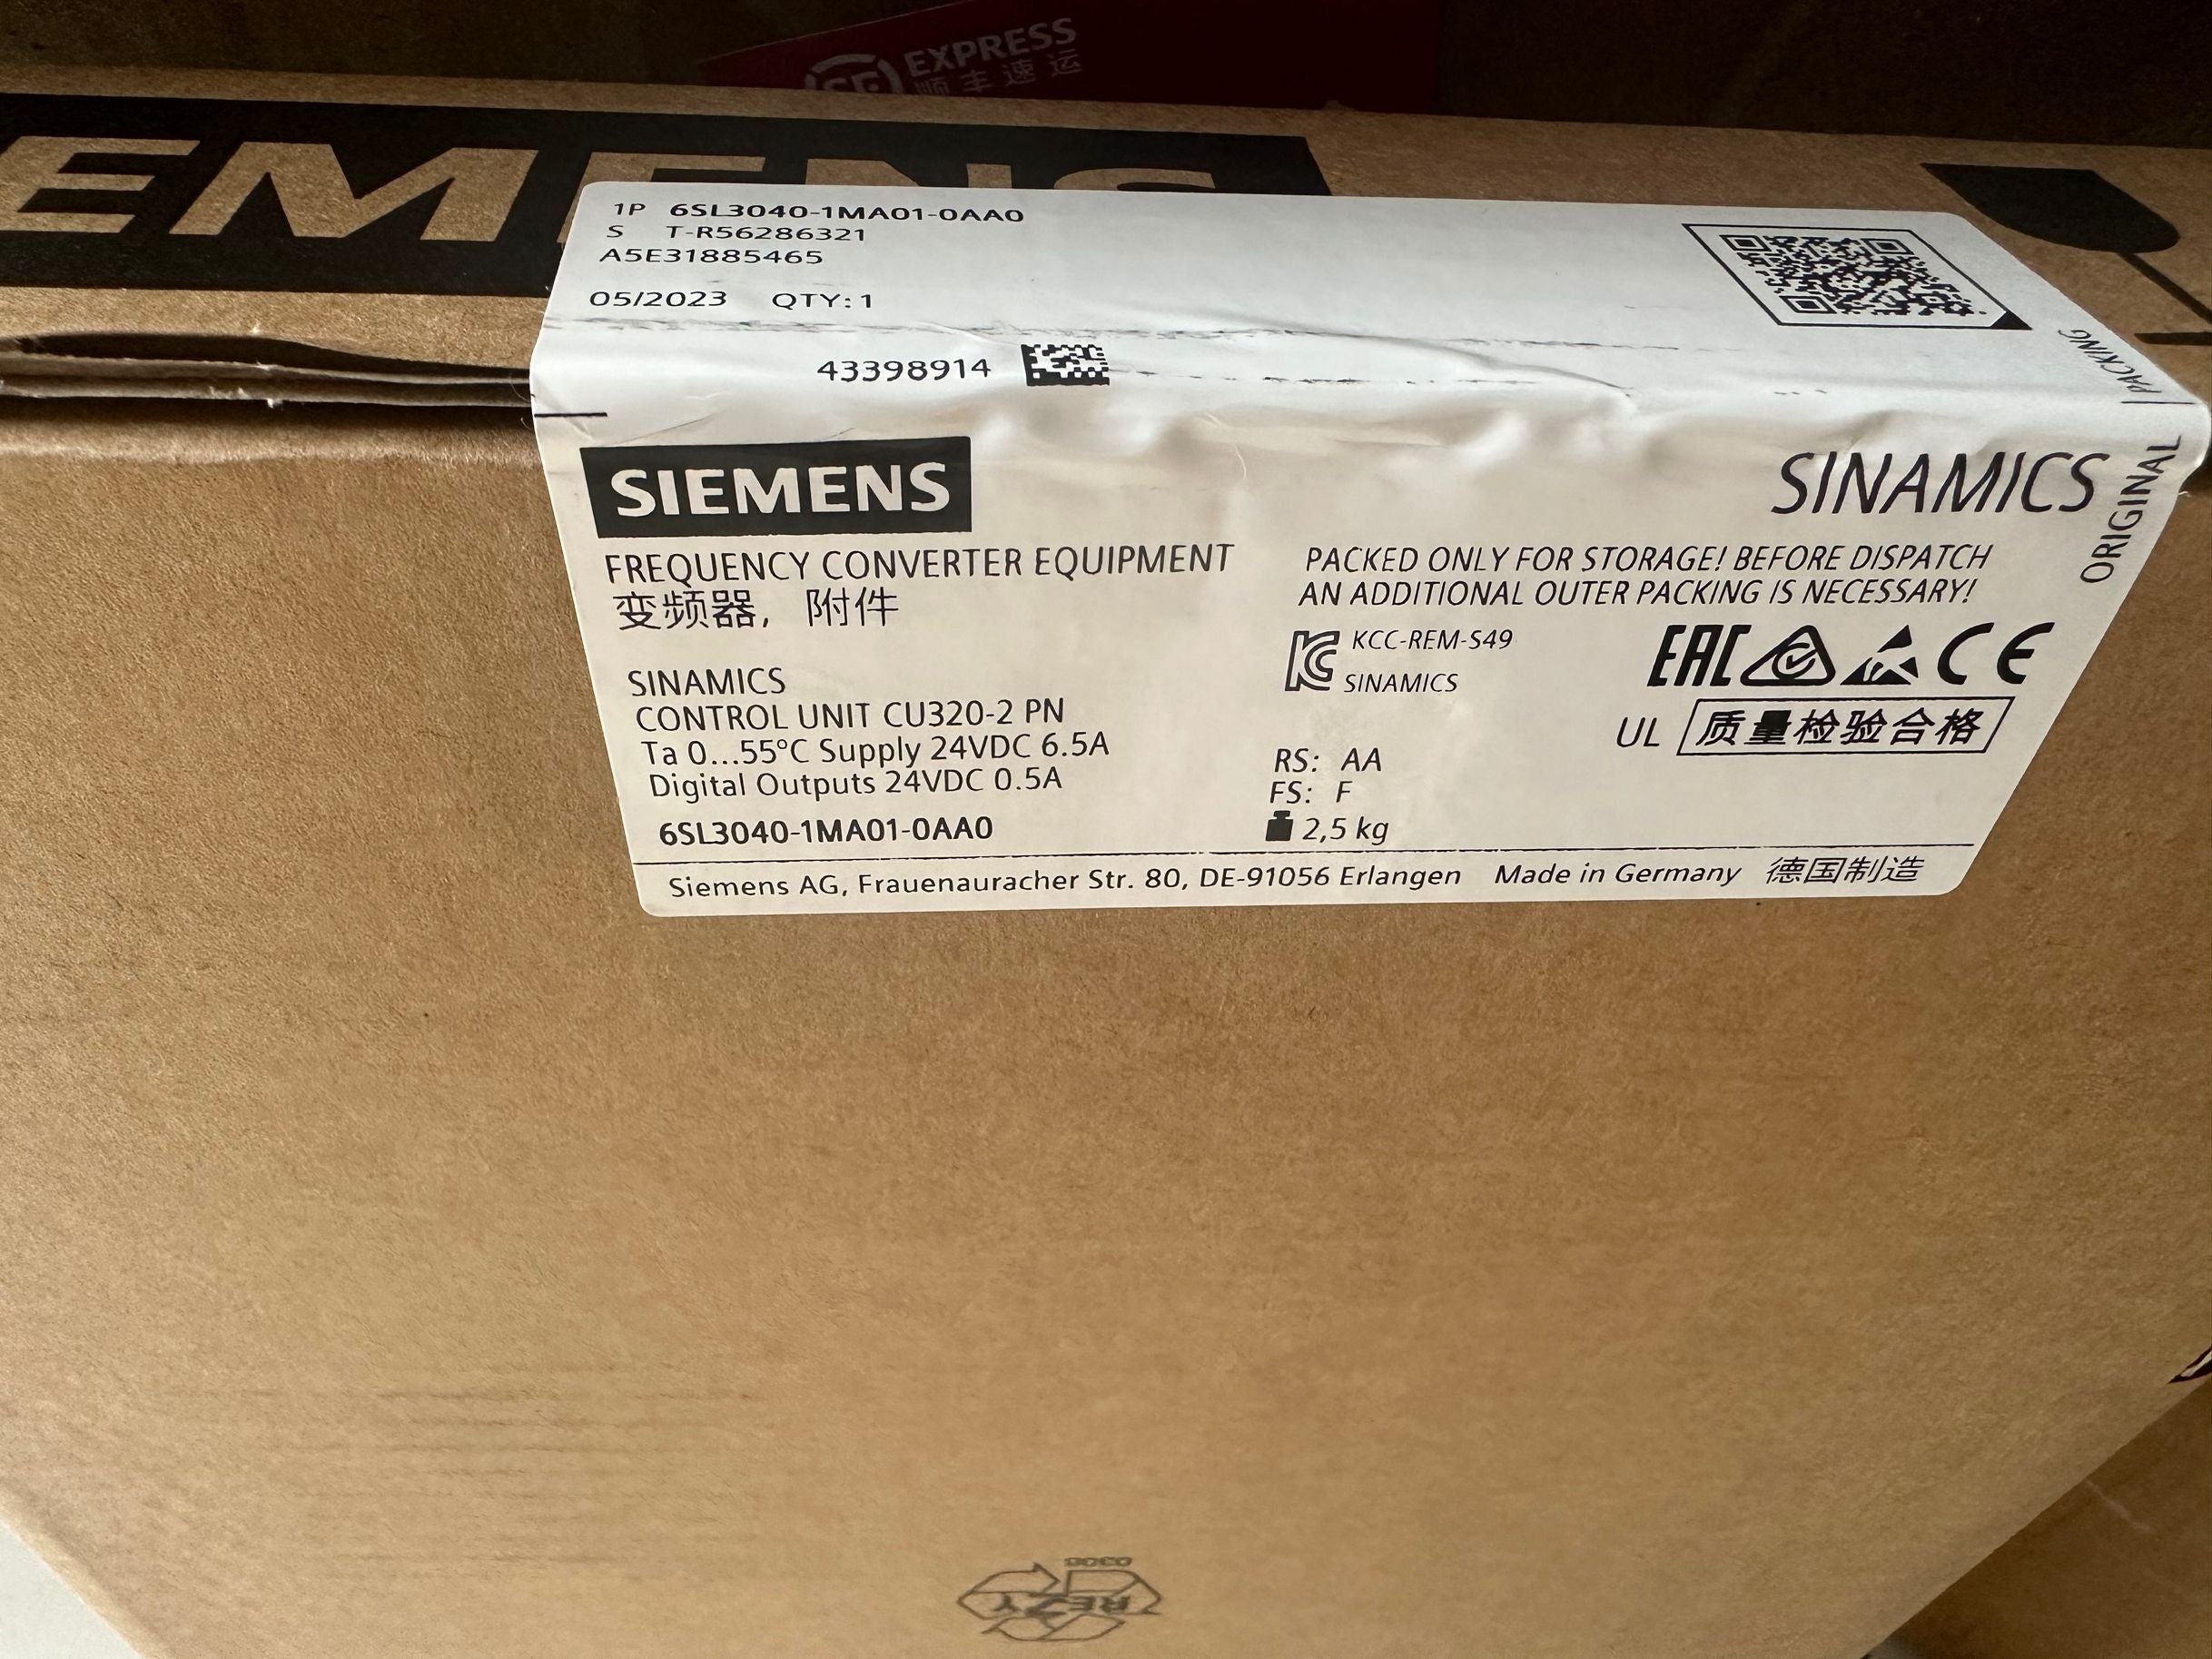 EXPRESS
顺丰速运
EMENS
1P 6SL3040-1MA01-0AA0
S T-R56286321
A5E31885465
05/2023 QTY: 1
43398914
ORIGINAL PACKING
SIEMENS
SINAMICS
FREQUENCY CONVERTER EQUIPMENT
变频器，附件
PACKED ONLY FOR STORAGE! BEFORE DISPATCH
AN ADDITIONAL OUTER PACKING IS NECESSARY!
KCC-REM-S49
SINAMICS
EAC CE
UL 质量检验合格
SINAMICS
CONTROL UNIT CU320-2 PN
Ta 0...55°C Supply 24VDC 6.5A
Digital Outputs 24VDC 0.5A
6SL3040-1MA01-0AA0
RS: AA
FS: F
2,5 kg
Siemens AG, Frauenauracher Str. 80, DE-91056 Erlangen Made in Germany 德国制造
REZY